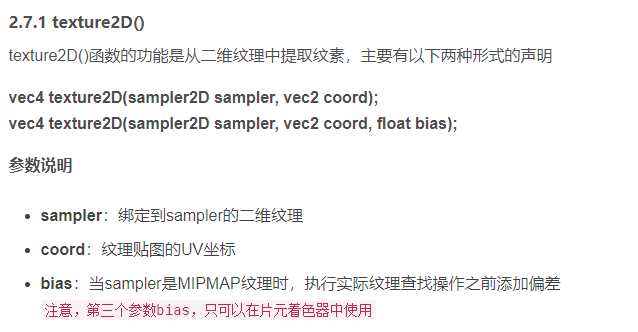 2.7.1 texture2D()
texture2D()函数的功能是从二维纹理中提取纹素，主要有以下两种形式的声明
vec4 texture2D(sampler2D sampler, vec2 coord);
vec4 texture2D(sampler2D sampler, vec2 coord, float bias);
参数说明
• sampler：绑定到sampler的二维纹理
• coord：纹理贴图的UV坐标
• bias：当sampler是MIPMAP纹理时，执行实际纹理查找操作之前添加偏差
注意，第三个参数bias，只可以在片元着色器中使用